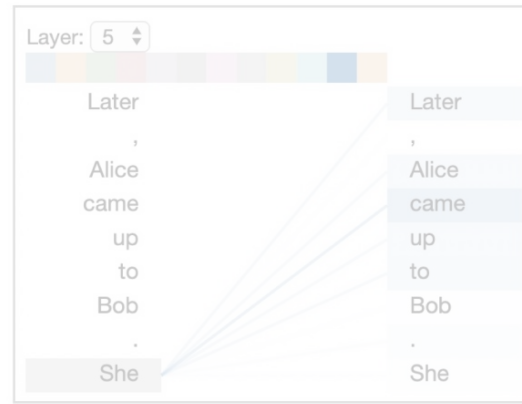 Layer: 5
Later Later
, ,
Alice Alice
came came
up up
to to
Bob Bob
. .
She She